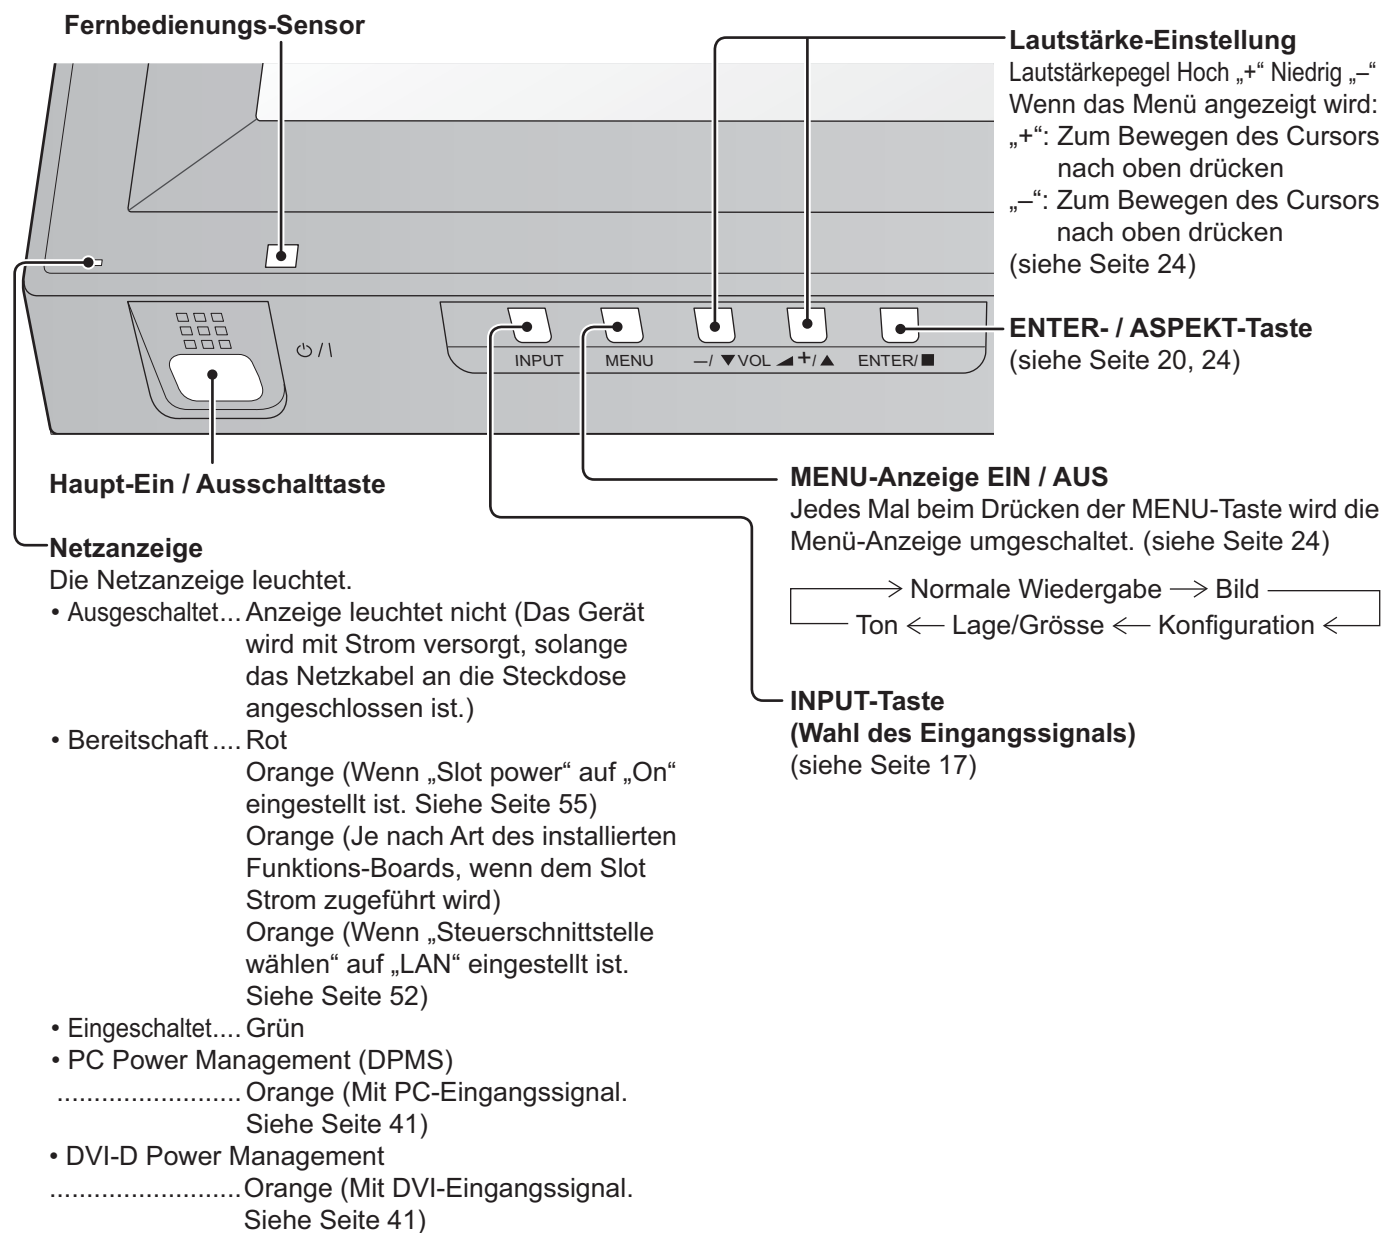 Fernbedienungs-Sensor
Lautstärke-Einstellung
Lautstärkepegel Hoch „+“ Niedrig „–“
Wenn das Menü angezeigt wird:
„+“: Zum Bewegen des Cursors
nach oben drücken
„–“: Zum Bewegen des Cursors
nach oben drücken
(siehe Seite 24)
ENTER- / ASPEKT-Taste
(siehe Seite 20, 24)
INPUT MENU –/ ▼VOL ◢ +/▲ ENTER/■
⏻ / I
Haupt-Ein / Ausschalttaste
MENU-Anzeige EIN / AUS
Jedes Mal beim Drücken der MENU-Taste wird die
Menü-Anzeige umgeschaltet. (siehe Seite 24)
→ Normale Wiedergabe → Bild
Ton ← Lage/Grösse ← Konfiguration ←
INPUT-Taste
(Wahl des Eingangssignals)
(siehe Seite 17)
Netzanzeige
Die Netzanzeige leuchtet.
• Ausgeschaltet... Anzeige leuchtet nicht (Das Gerät
wird mit Strom versorgt, solange
das Netzkabel an die Steckdose
angeschlossen ist.)
• Bereitschaft .... Rot
Orange (Wenn „Slot power“ auf „On“
eingestellt ist. Siehe Seite 55)
Orange (Je nach Art des installierten
Funktions-Boards, wenn dem Slot
Strom zugeführt wird)
Orange (Wenn „Steuerschnittstelle
wählen“ auf „LAN“ eingestellt ist.
Siehe Seite 52)
• Eingeschaltet.... Grün
• PC Power Management (DPMS)
......................... Orange (Mit PC-Eingangssignal.
Siehe Seite 41)
• DVI-D Power Management
.......................... Orange (Mit DVI-Eingangssignal.
Siehe Seite 41)